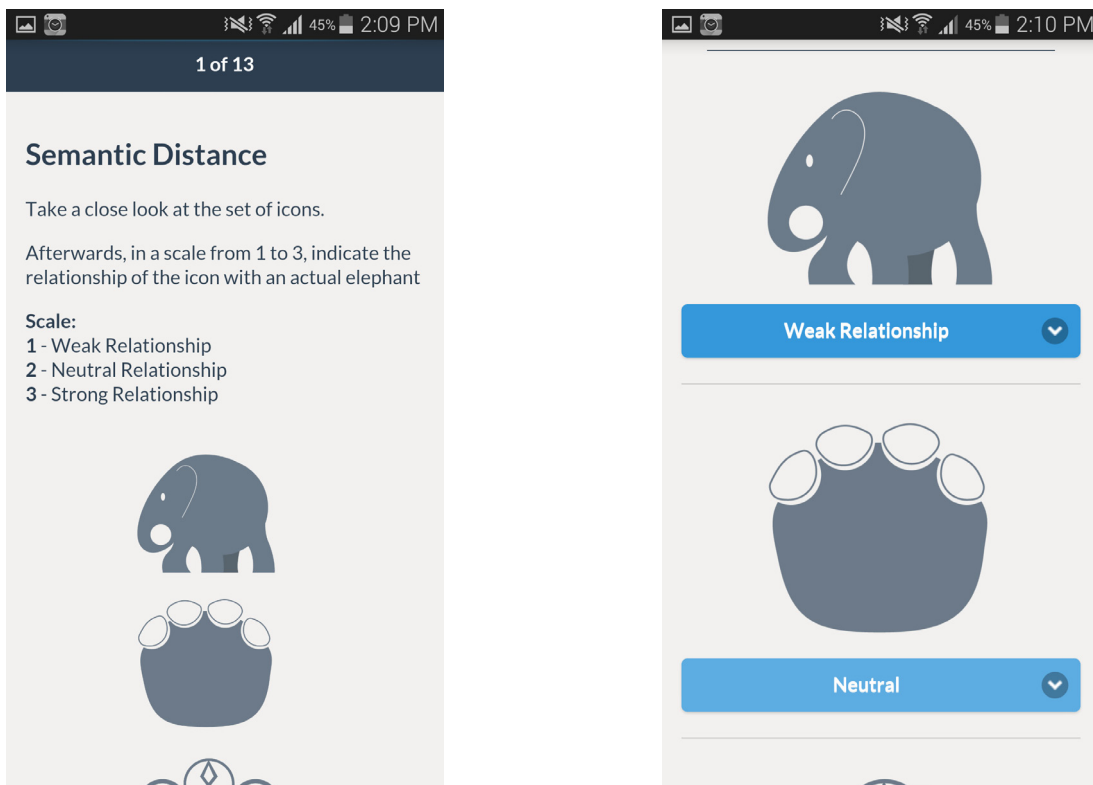 45% 2:09 PM
1 of 13
Semantic Distance
Take a close look at the set of icons.
Afterwards, in a scale from 1 to 3, indicate the
relationship of the icon with an actual elephant
Scale:
1 - Weak Relationship
2 - Neutral Relationship
3 - Strong Relationship
45% 2:10 PM
Weak Relationship
Neutral